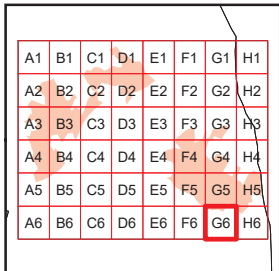 A1 B1 C1 D1 E1 F1 G1 H1
A2 B2 C2 D2 E2 F2 G2 H2
A3 B3 C3 D3 E3 F3 G3 H3
A4 B4 C4 D4 E4 F4 G4 H4
A5 B5 C5 D5 E5 F5 G5 H5
A6 B6 C6 D6 E6 F6 G6 H6